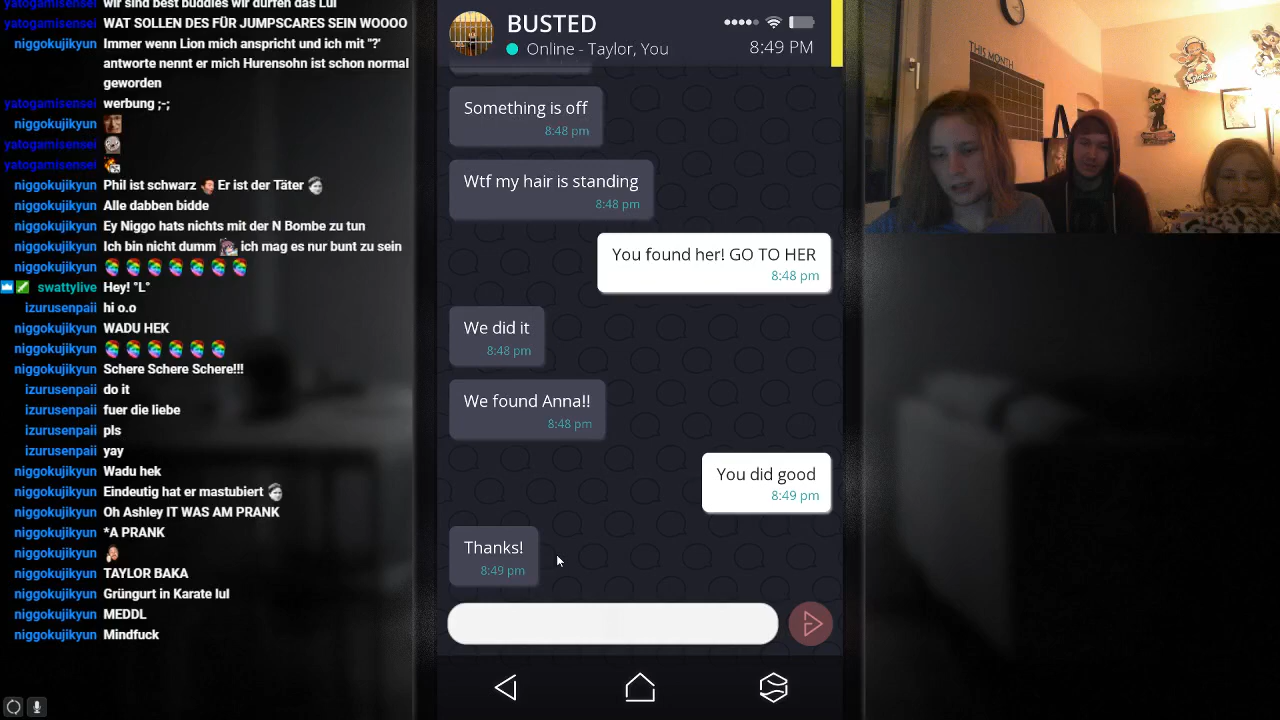 wir sind best buddies wir dürfen das Lul
WAT SOLLEN DES FÜR JUMPSCARES SEIN WOOOO
niggokujikyun Immer wenn Lion mich anspricht und ich mit "?"
antworte nennt er mich Hurensohn ist schon normal
geworden
yatogamisensei werbung ;-;
niggokujikyun
yatogamisensei
yatogamisensei
niggokujikyun Phil ist schwarz Er ist der Täter
niggokujikyun Alle dabben bidde
niggokujikyun Ey Niggo hats nichts mit der N Bombe zu tun
niggokujikyun Ich bin nicht dumm ich mag es nur bunt zu sein
niggokujikyun
swattylive Hey! °L°
izurusenpaii hi o.o
niggokujikyun WADU HEK
niggokujikyun
niggokujikyun Schere Schere Schere!!!
izurusenpaii do it
izurusenpaii fuer die liebe
izurusenpaii pls
izurusenpaii yay
niggokujikyun Wadu hek
niggokujikyun Eindeutig hat er mastubiert
niggokujikyun Oh Ashley IT WAS AM PRANK
niggokujikyun *A PRANK
niggokujikyun
niggokujikyun TAYLOR BAKA
niggokujikyun Grüngurt in Karate lul
niggokujikyun MEDDL
niggokujikyun Mindfuck
BUSTED
Online - Taylor, You
8:49 PM
Something is off
8:48 pm
Wtf my hair is standing
8:48 pm
You found her! GO TO HER
8:48 pm
We did it
8:48 pm
We found Anna!!
8:48 pm
You did good
8:49 pm
Thanks!
8:49 pm
THIS MONTH